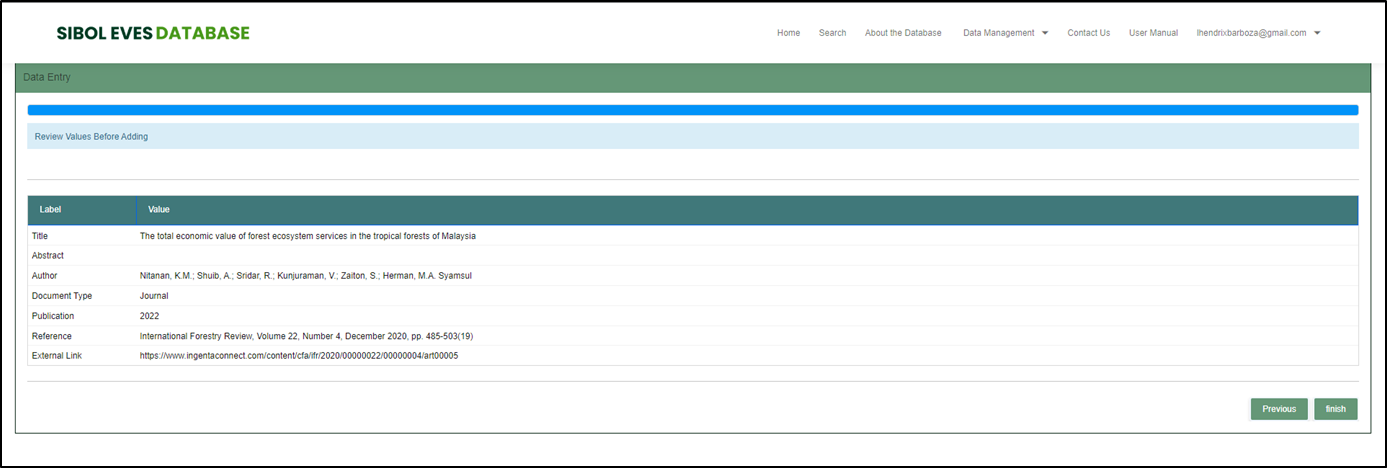 SIBOL EVES DATABASE
Home Search About the Database Data Management Contact Us User Manual lhendrixbarboza@gmail.com
Data Entry
Review Values Before Adding
Label Value
Title The total economic value of forest ecosystem services in the tropical forests of Malaysia
Abstract
Author Nitanan, K.M.; Shuib, A.; Sridar, R.; Kunjuraman, V.; Zaiton, S.; Herman, M.A. Syamsul
Document Type Journal
Publication 2022
Reference International Forestry Review, Volume 22, Number 4, December 2020, pp. 485-503(19)
External Link https://www.ingentaconnect.com/content/cfa/ifr/2020/00000022/00000004/art00005
Previous finish